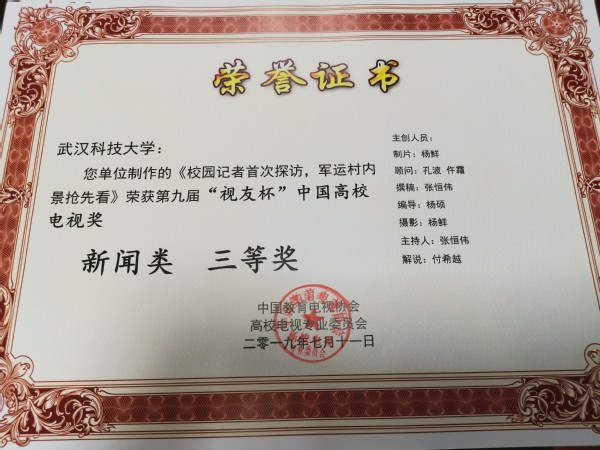 荣誉证书
武汉科技大学：
您单位制作的《校园记者首次探访，军运村内
景抢先看》荣获第九届“视友杯”中国高校
电视奖
新闻类 三等奖
主创人员：
制片：杨鲜
顾问：孔波 仵霜
撰稿：张恒伟
编导：杨硕
摄影：杨鲜
主持人：张恒伟
解说：付希越
中国教育电视协会
高校电视专业委员会
二零一九年七月十一日